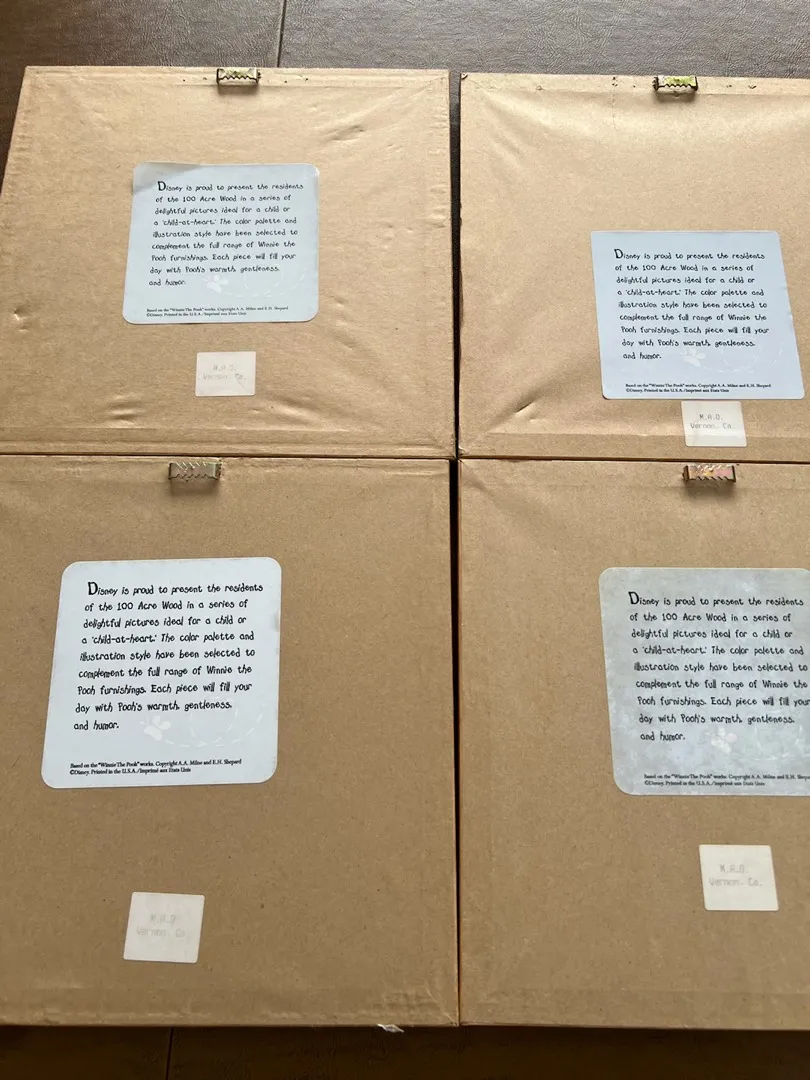 Disney is proud to present the residents
of the 100 Acre Wood in a series of
delightful pictures ideal for a child or
a 'child-at-heart.' The color palette and
illustration style have been selected to
complement the full range of Winnie the
Pooh furnishings. Each piece will fill your
day with Pooh's warmth, gentleness,
and humor.
Based on the "Winnie The Pooh" works. Copyright A.A. Milne and E.H. Shepard
©Disney. Printed in the U.S.A./Imprimé aux Etats Unis
M.A.D.
Vernon. Ca.
Disney is proud to present the residents
of the 100 Acre Wood in a series of
delightful pictures ideal for a child or
a 'child-at-heart.' The color palette and
illustration style have been selected to
complement the full range of Winnie the
Pooh furnishings. Each piece will fill your
day with Pooh's warmth, gentleness,
and humor.
Based on the "Winnie The Pooh" works. Copyright A.A. Milne and E.H. Shepard
©Disney. Printed in the U.S.A./Imprimé aux Etats Unis
M.A.D.
Vernon. Ca.
Disney is proud to present the residents
of the 100 Acre Wood in a series of
delightful pictures ideal for a child or
a 'child-at-heart.' The color palette and
illustration style have been selected to
complement the full range of Winnie the
Pooh furnishings. Each piece will fill your
day with Pooh's warmth, gentleness,
and humor.
Based on the "Winnie The Pooh" works. Copyright A.A. Milne and E.H. Shepard
©Disney. Printed in the U.S.A./Imprimé aux Etats Unis
M.A.D
Vernon. Ca
Disney is proud to present the residents
of the 100 Acre Wood in a series of
delightful pictures ideal for a child or
a 'child-at-heart.' The color palette and
illustration style have been selected to
complement the full range of Winnie the
Pooh furnishings. Each piece will fill your
day with Pooh's warmth, gentleness,
and humor.
Based on the "Winnie The Pooh" works. Copyright A.A. Milne and E.H.
©Disney. Printed in the U.S.A./Imprimé aux Etats Unis
M.A.D.
Vernon. Ca.